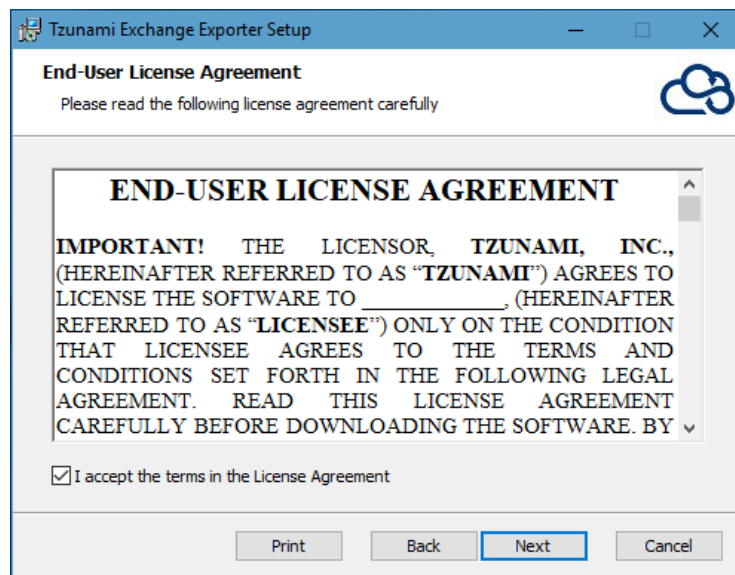 Tzunami Exchange Exporter Setup
End-User License Agreement
Please read the following license agreement carefully
END-USER LICENSE AGREEMENT
IMPORTANT! THE LICENSOR, TZUNAMI, INC.,
(HEREINAFTER REFERRED TO AS “TZUNAMI”) AGREES TO
LICENSE THE SOFTWARE TO ____________, (HEREINAFTER
REFERRED TO AS “LICENSEE”) ONLY ON THE CONDITION
THAT LICENSEE AGREES TO THE TERMS AND
CONDITIONS SET FORTH IN THE FOLLOWING LEGAL
AGREEMENT. READ THIS LICENSE AGREEMENT
CAREFULLY BEFORE DOWNLOADING THE SOFTWARE. BY
I accept the terms in the License Agreement
Print Back Next Cancel